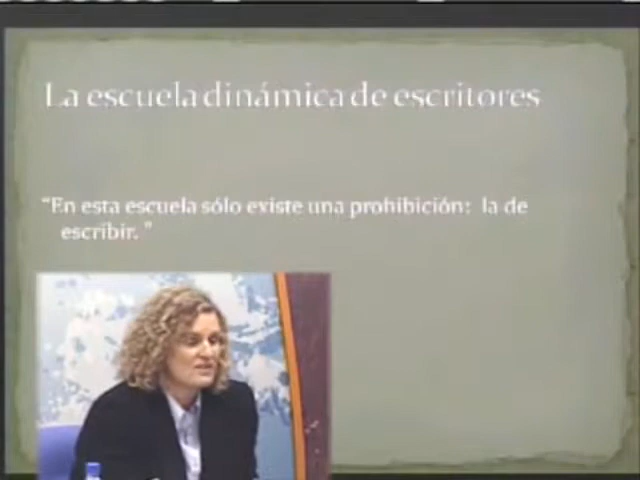 La escuela dinámica de escritores
“En esta escuela sólo existe una prohibición: la de
escribir. ”